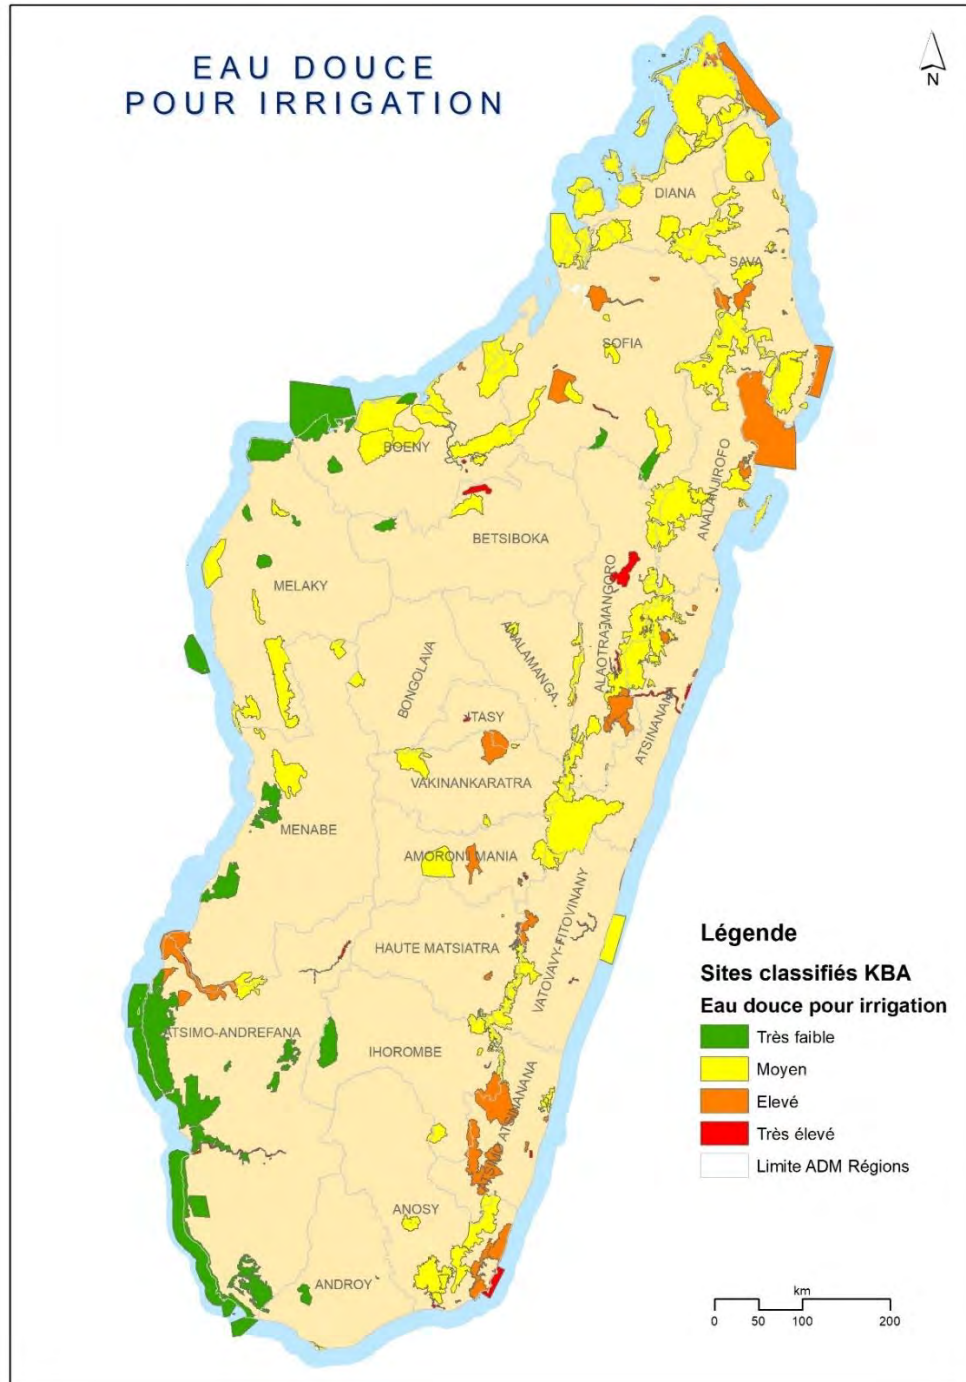 EAU DOUCE
POUR IRRIGATION
N
DIANA
SAVA
SOFIA
BOENY
ANALANJIROFO
BETSIBOKA
MELAKY
ALAOTRA-MANGORO
ANALAMANGA
BONGOLAVA
ITASY
ATSINANANA
VAKINANKARATRA
MENABE
AMORONI MANIA
VATOVAVY-FITOVINANY
HAUTE MATSIATRA
ATSIMO-ANDREFANA
IHOROMBE
ATSINANANA
ANOSY
ANDROY
Légende
Sites classifiés KBA
Eau douce pour irrigation
Très faible
Moyen
Elevé
Très élevé
Limite ADM Régions
km
0 50 100 200